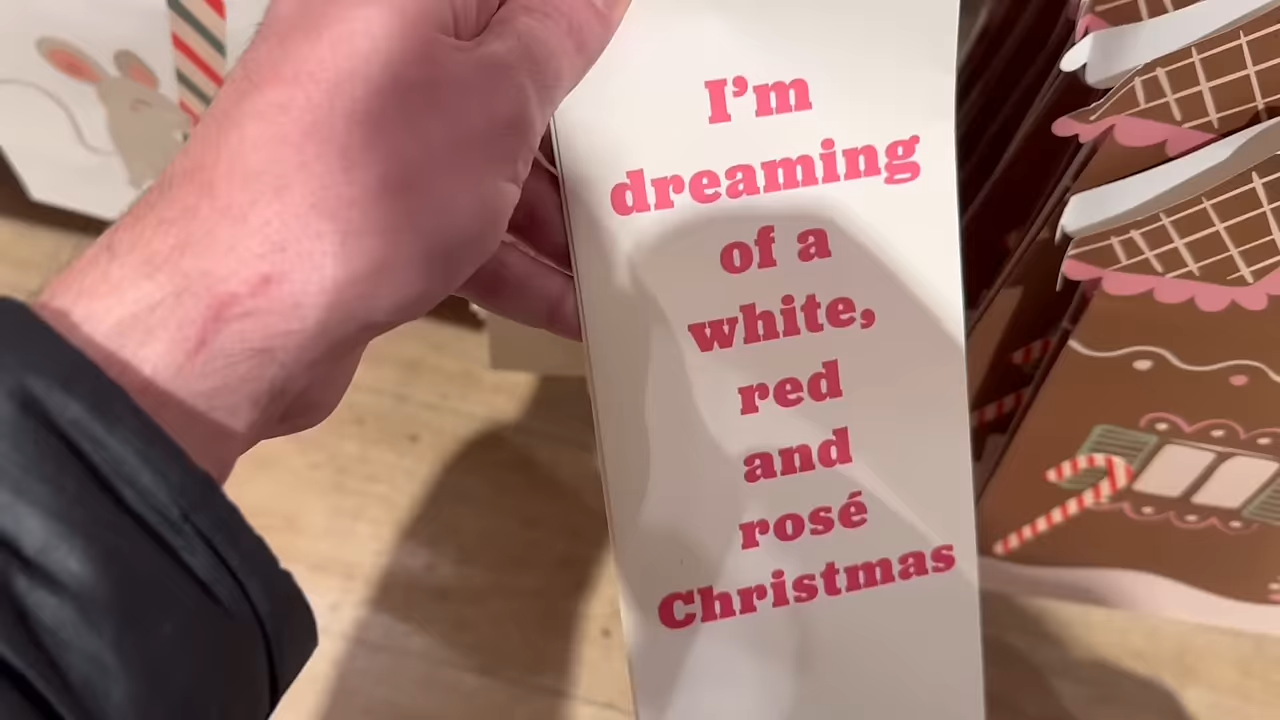 I’m
dreaming
of a
white,
red
and
rosé
Christmas